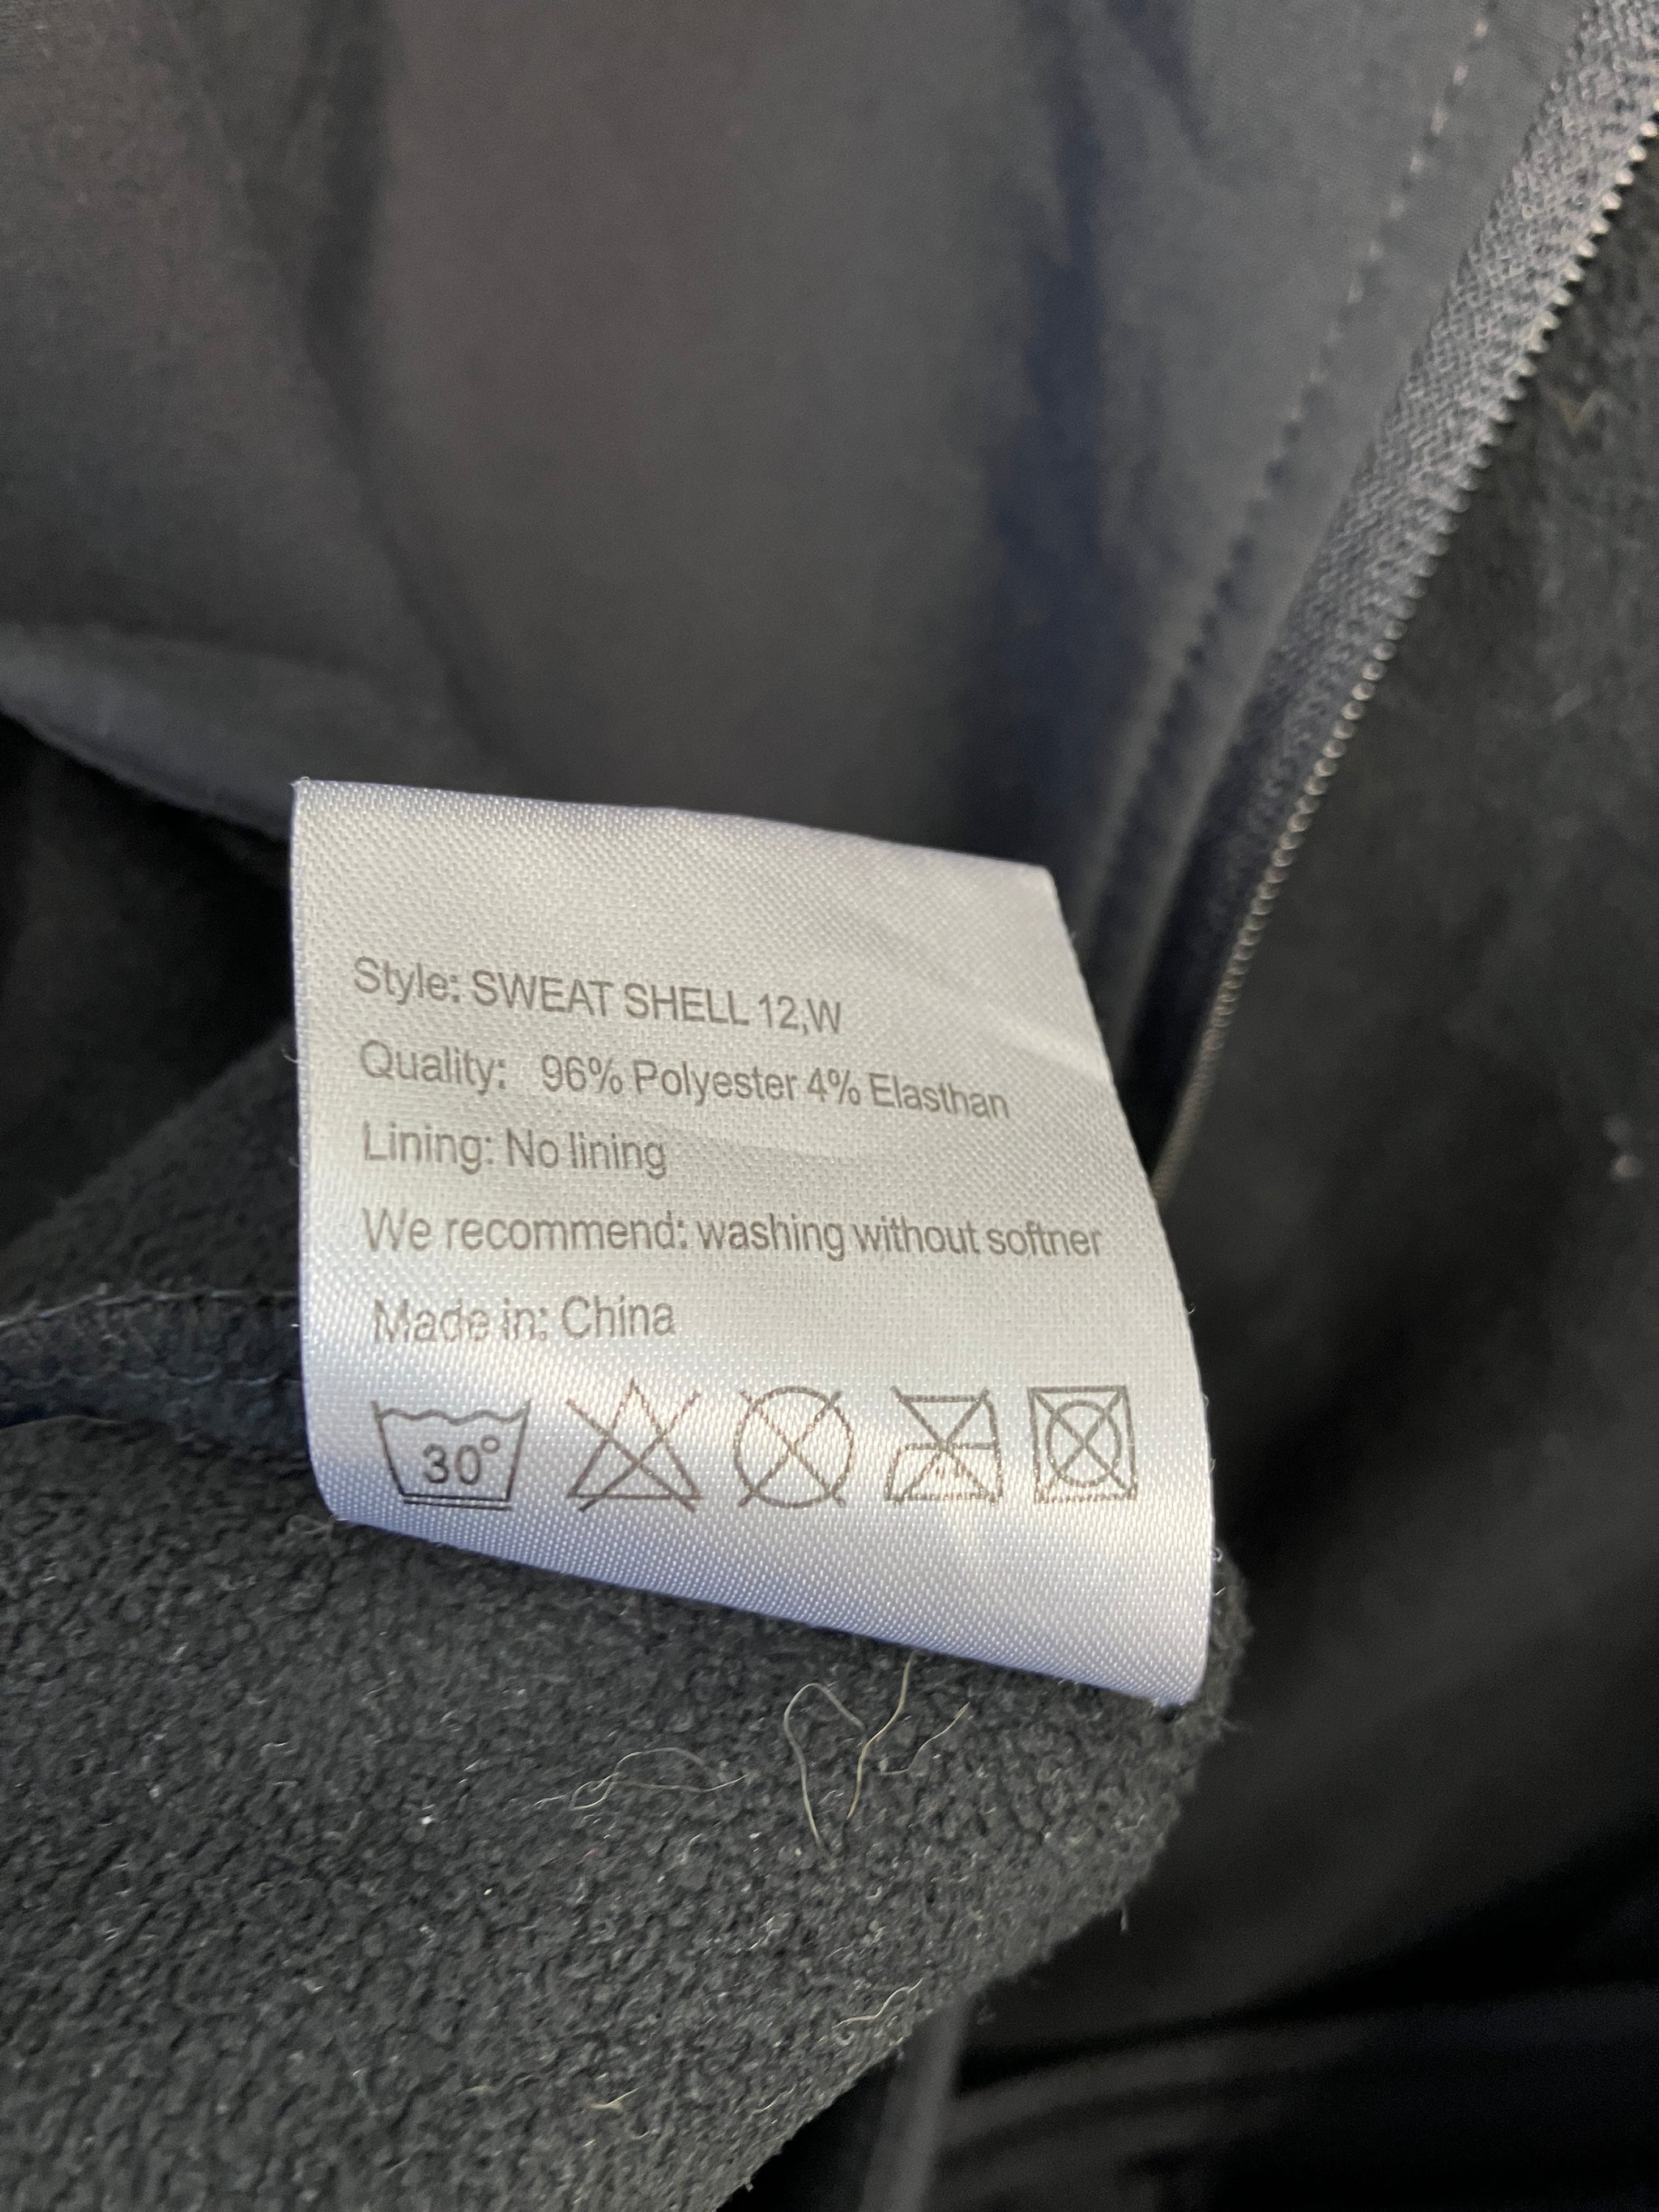 Style: SWEAT SHELL 12,W
Quality: 96% Polyester 4% Elasthan
Lining: No lining
We recommend: washing without softner
Made in: China
30°